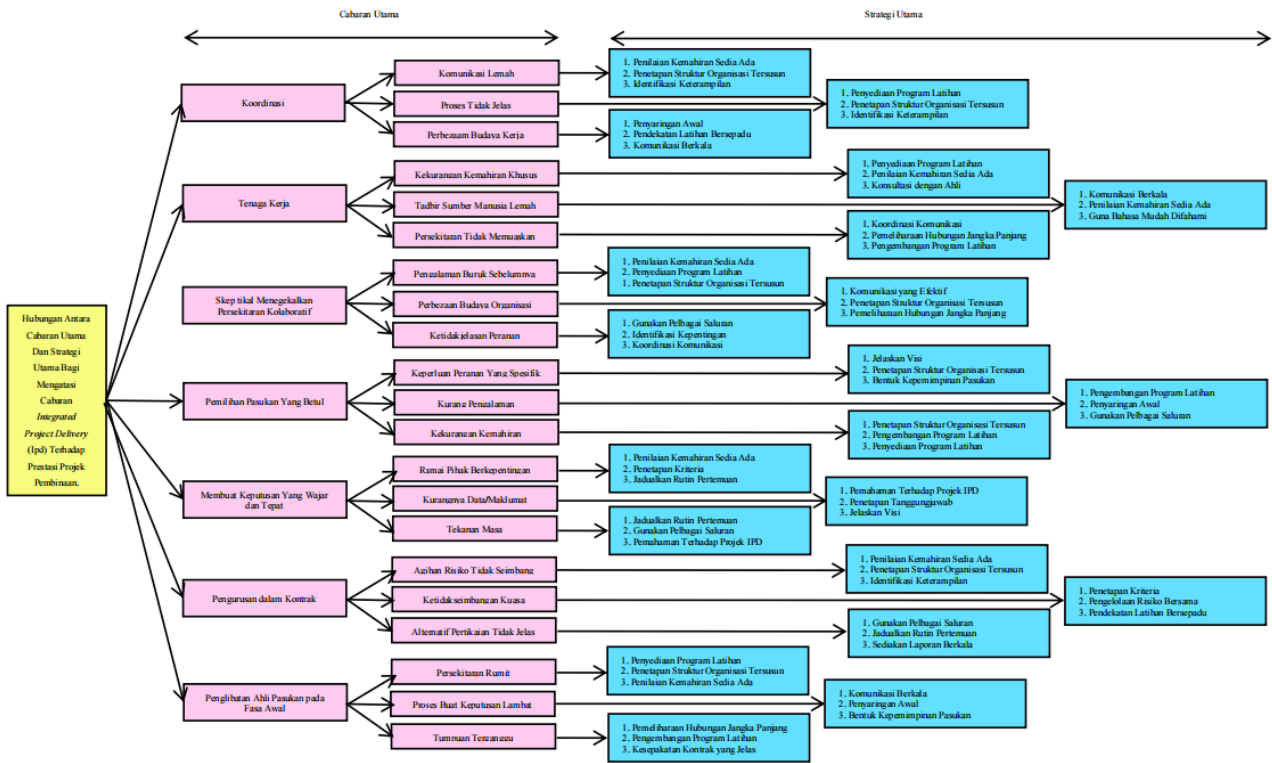 Cabaran Utama
Strategi Utama
Hubungan Antara
Cabaran Utama
Dan Strategi
Utama Bagi
Mengatasi
Cabaran
Integrated
Project Delivery
(Ipd) Terhadap
Prestasi Projek
Pembinaan.
Koordinasi
Komunikasi Lemah
1. Penilaian Kemahiran Sedia Ada
2. Penetapan Struktur Organisasi Tersusun
3. Identifikasi Keterampilan
Proses Tidak Jelas
1. Penyediaan Program Latihan
2. Penetapan Struktur Organisasi Tersusun
3. Identifikasi Keterampilan
Perbezaam Budaya Kerja
1. Penyaringan Awal
2. Pendekatan Latihan Bersepadu
3. Komunikasi Berkala
Tenaga Kerja
Kekurangan Kemahiran Khusus
1. Penyediaan Program Latihan
2. Penilaian Kemahiran Sedia Ada
3. Konsultasi dengan Ahli
Tadbir Sumber Manusia Lemah
1. Komunikasi Berkala
2. Penilaian Kemahiran Sedia Ada
3. Guna Bahasa Mudah Difahami
Persekitaran Tidak Memuaskan
1. Koordinasi Komunikasi
2. Pemeliharaan Hubungan Jangka Panjang
3. Pengembangan Program Latihan
Skeptikal Menegekalkan
Persekitaran Kolaboratif
Pengalaman Buruk Sebelumnya
1. Penilaian Kemahiran Sedia Ada
2. Penyediaan Program Latihan
1. Penetapan Struktur Organisasi Tersusun
Perbezaan Budaya Organisasi
1. Komunikasi yang Efektif
2. Penetapan Struktur Organisasi Tersusun
3. Pemeliharaan Hubungan Jangka Panjang
Ketidakjelasan Peranan
1. Gunakan Pelbagai Saluran
2. Identifikasi Kepentingan
3. Koordinasi Komunikasi
Pemilihan Pasukan Yang Betul
Keperluan Peranan Yang Spesifik
1. Jelaskan Visi
2. Penetapan Struktur Organisasi Tersusun
3. Bentuk Kepemimpinan Pasukan
Kurang Pengalaman
1. Pengembangan Program Latihan
2. Penyaringan Awal
3. Gunakan Pelbagai Saluran
Kekurangan Kemahiran
1. Penetapan Struktur Organisasi Tersusun
2. Pengembangan Program Latihan
3. Penyediaan Program Latihan
Membuat Keputusan Yang Wajar
dan Tepat
Ramai Pihak Berkepentingan
1. Penilaian Kemahiran Sedia Ada
2. Penetapan Kriteria
3. Jadualkan Rutin Pertemuan
Kurangnya Data/Maklumat
1. Pemahaman Terhadap Projek IPD
2. Penetapan Tanggungjawab
3. Jelaskan Visi
Tekanan Masa
1. Jadualkan Rutin Pertemuan
2. Gunakan Pelbagai Saluran
3. Pemahaman Terhadap Projek IPD
Pengurusan dalam Kontrak
Agihan Risiko Tidak Seimbang
1. Penilaian Kemahiran Sedia Ada
2. Penetapan Struktur Organisasi Tersusun
3. Identifikasi Keterampilan
Ketidakseimbangan Kuasa
1. Penetapan Kriteria
2. Pengelolaan Risiko Bersama
3. Pendekatan Latihan Bersepadu
Alternatif Pertikaian Tidak Jelas
1. Gunakan Pelbagai Saluran
2. Jadualkan Rutin Pertemuan
3. Sediakan Laporan Berkala
Penglibatan Ahli Pasukan pada
Fasa Awal
Persekitaran Rumit
1. Penyediaan Program Latihan
2. Penetapan Struktur Organisasi Tersusun
3. Penilaian Kemahiran Sedia Ada
Proses Buat Keputusan Lambat
1. Komunikasi Berkala
2. Penyaringan Awal
3. Bentuk Kepemimpinan Pasukan
Tumpuan Terganggu
1. Pemeliharaan Hubungan Jangka Panjang
2. Pengembangan Program Latihan
3. Kesepakatan Kontrak yang Jelas